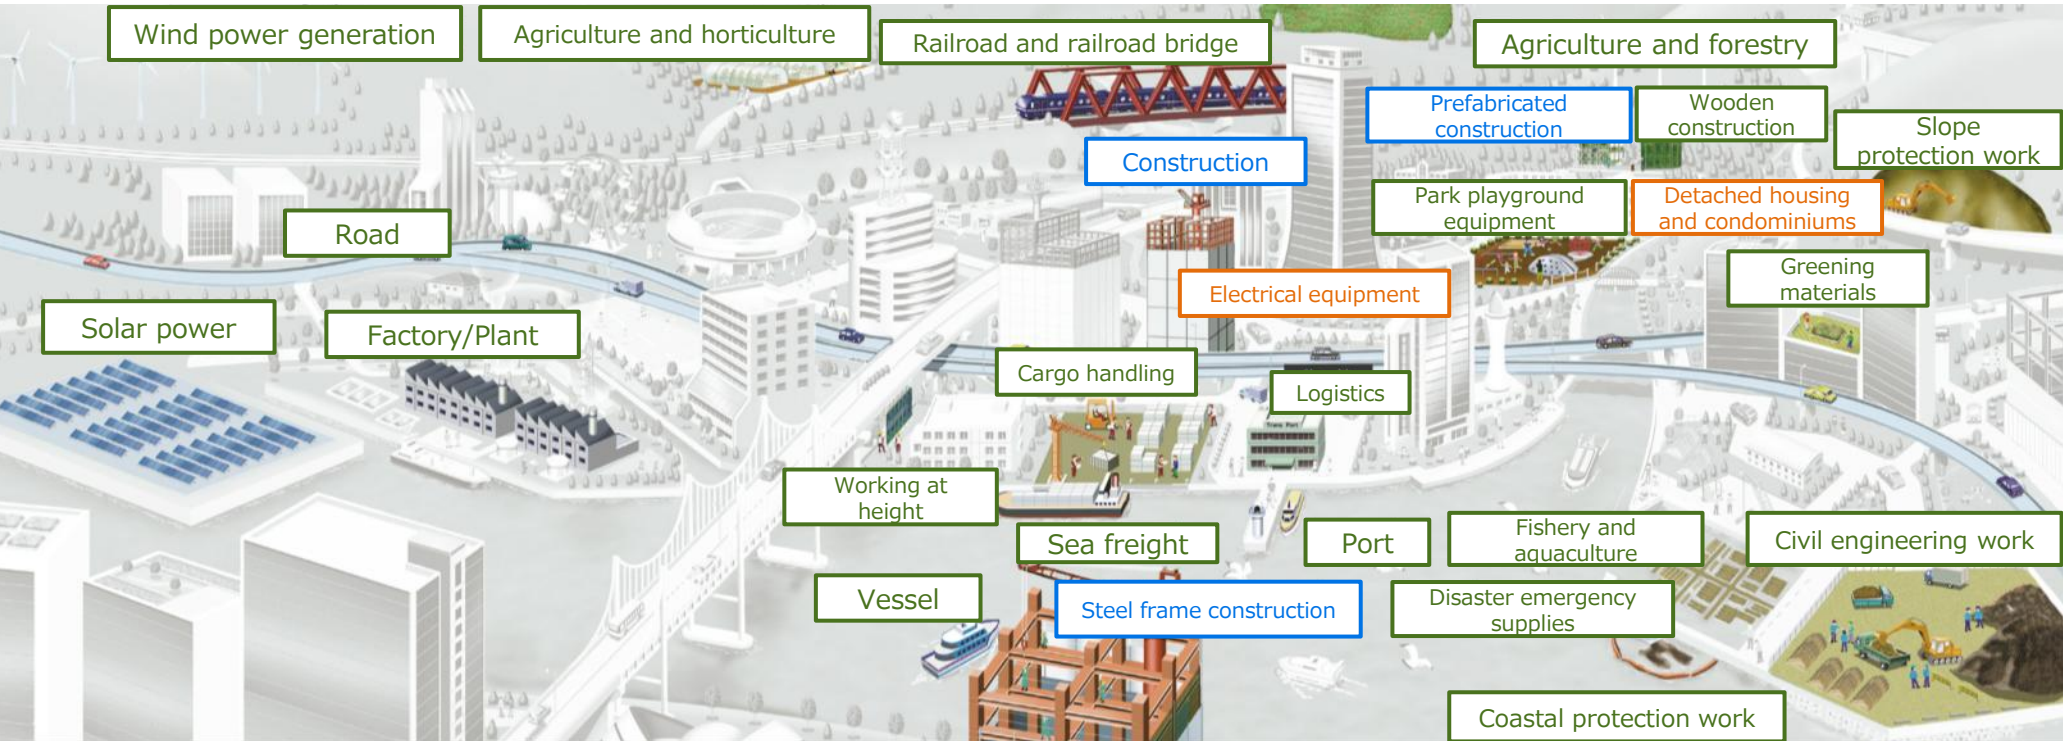 Wind power generation
Agriculture and horticulture
Railroad and railroad bridge
Agriculture and forestry
Prefabricated
construction
Wooden
construction
Slope
protection work
Construction
Park playground
equipment
Detached housing
and condominiums
Road
Electrical equipment
Greening
materials
Solar power
Factory/Plant
Cargo handling
Logistics
Trans Port
Working at
height
Sea freight
Port
Fishery and
aquaculture
Civil engineering work
Vessel
Steel frame construction
Disaster emergency
supplies
Coastal protection work